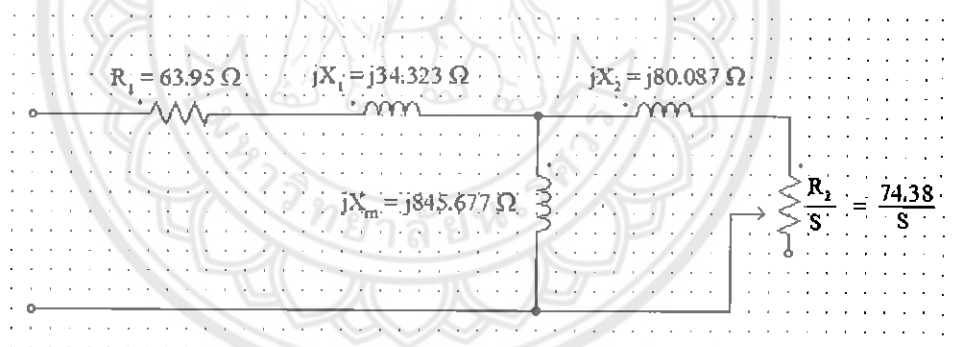 R₁ = 63.95 Ω
jX₁ = j34.323 Ω
jX₂ = j80.087 Ω
jXₘ = j845.677 Ω
R₂/S = 74.38/S